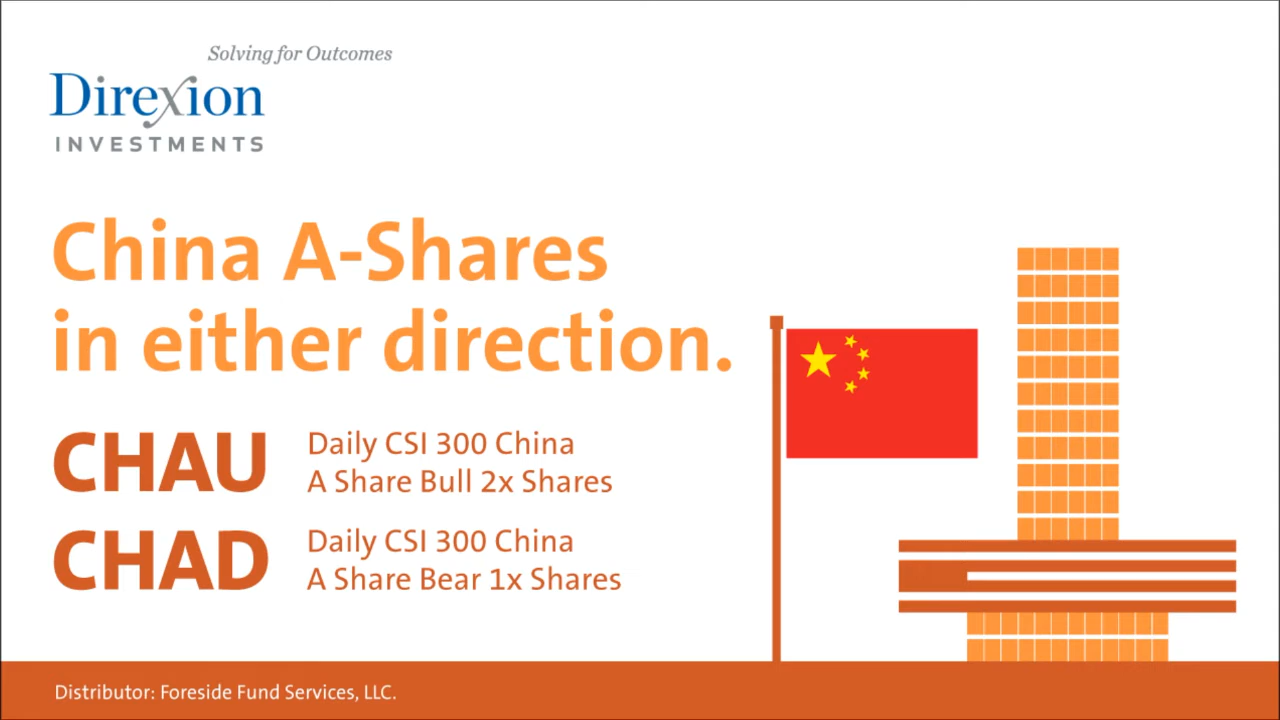 Solving for Outcomes
Direxion
INVESTMENTS
China A-Shares
in either direction.
CHAU
Daily CSI 300 China
A Share Bull 2x Shares
CHAD
Daily CSI 300 China
A Share Bear 1x Shares
Distributor: Foreside Fund Services, LLC.